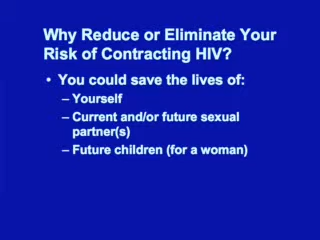 Why Reduce or Eliminate Your
Risk of Contracting HIV?
• You could save the lives of:
– Yourself
– Current and/or future sexual
partner(s)
– Future children (for a woman)